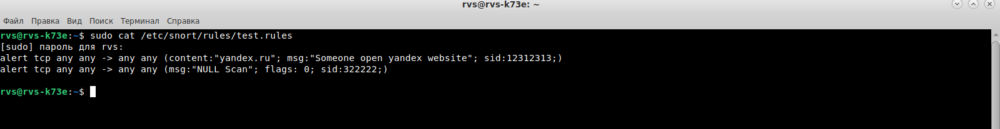 rvs@rvs-k73e: ~
Файл Правка Вид Поиск Терминал Справка
rvs@rvs-k73e:~$ sudo cat /etc/snort/rules/test.rules
[sudo] пароль для rvs:
alert tcp any any -> any any (content:"yandex.ru"; msg:"Someone open yandex website"; sid:12312313;)
alert tcp any any -> any any (msg:"NULL Scan"; flags: 0; sid:322222;)
rvs@rvs-k73e:~$